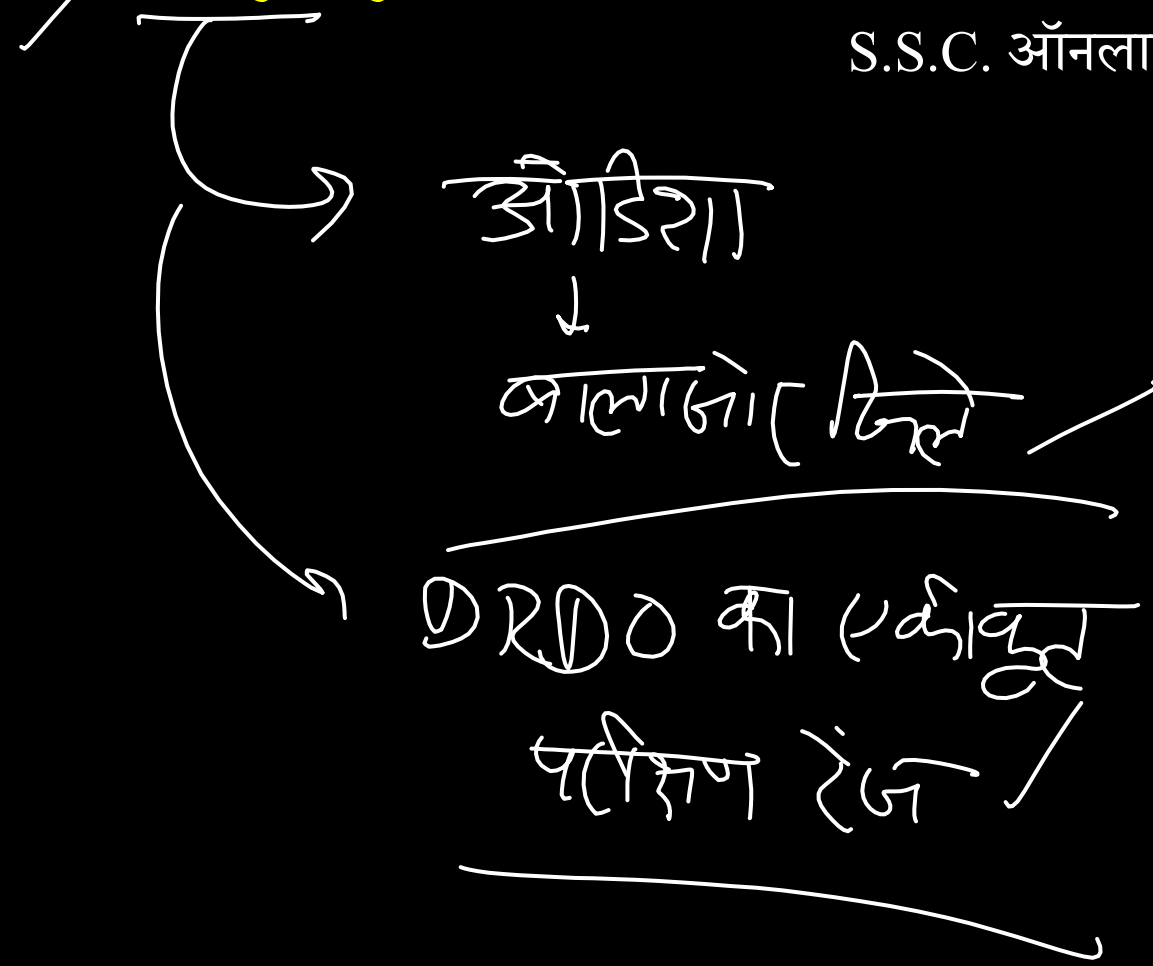 S.S.C. ऑनला
ओडिशा
↓
बालाजोर जिले
DRDO का एकीकृत
परीक्षण रेंज